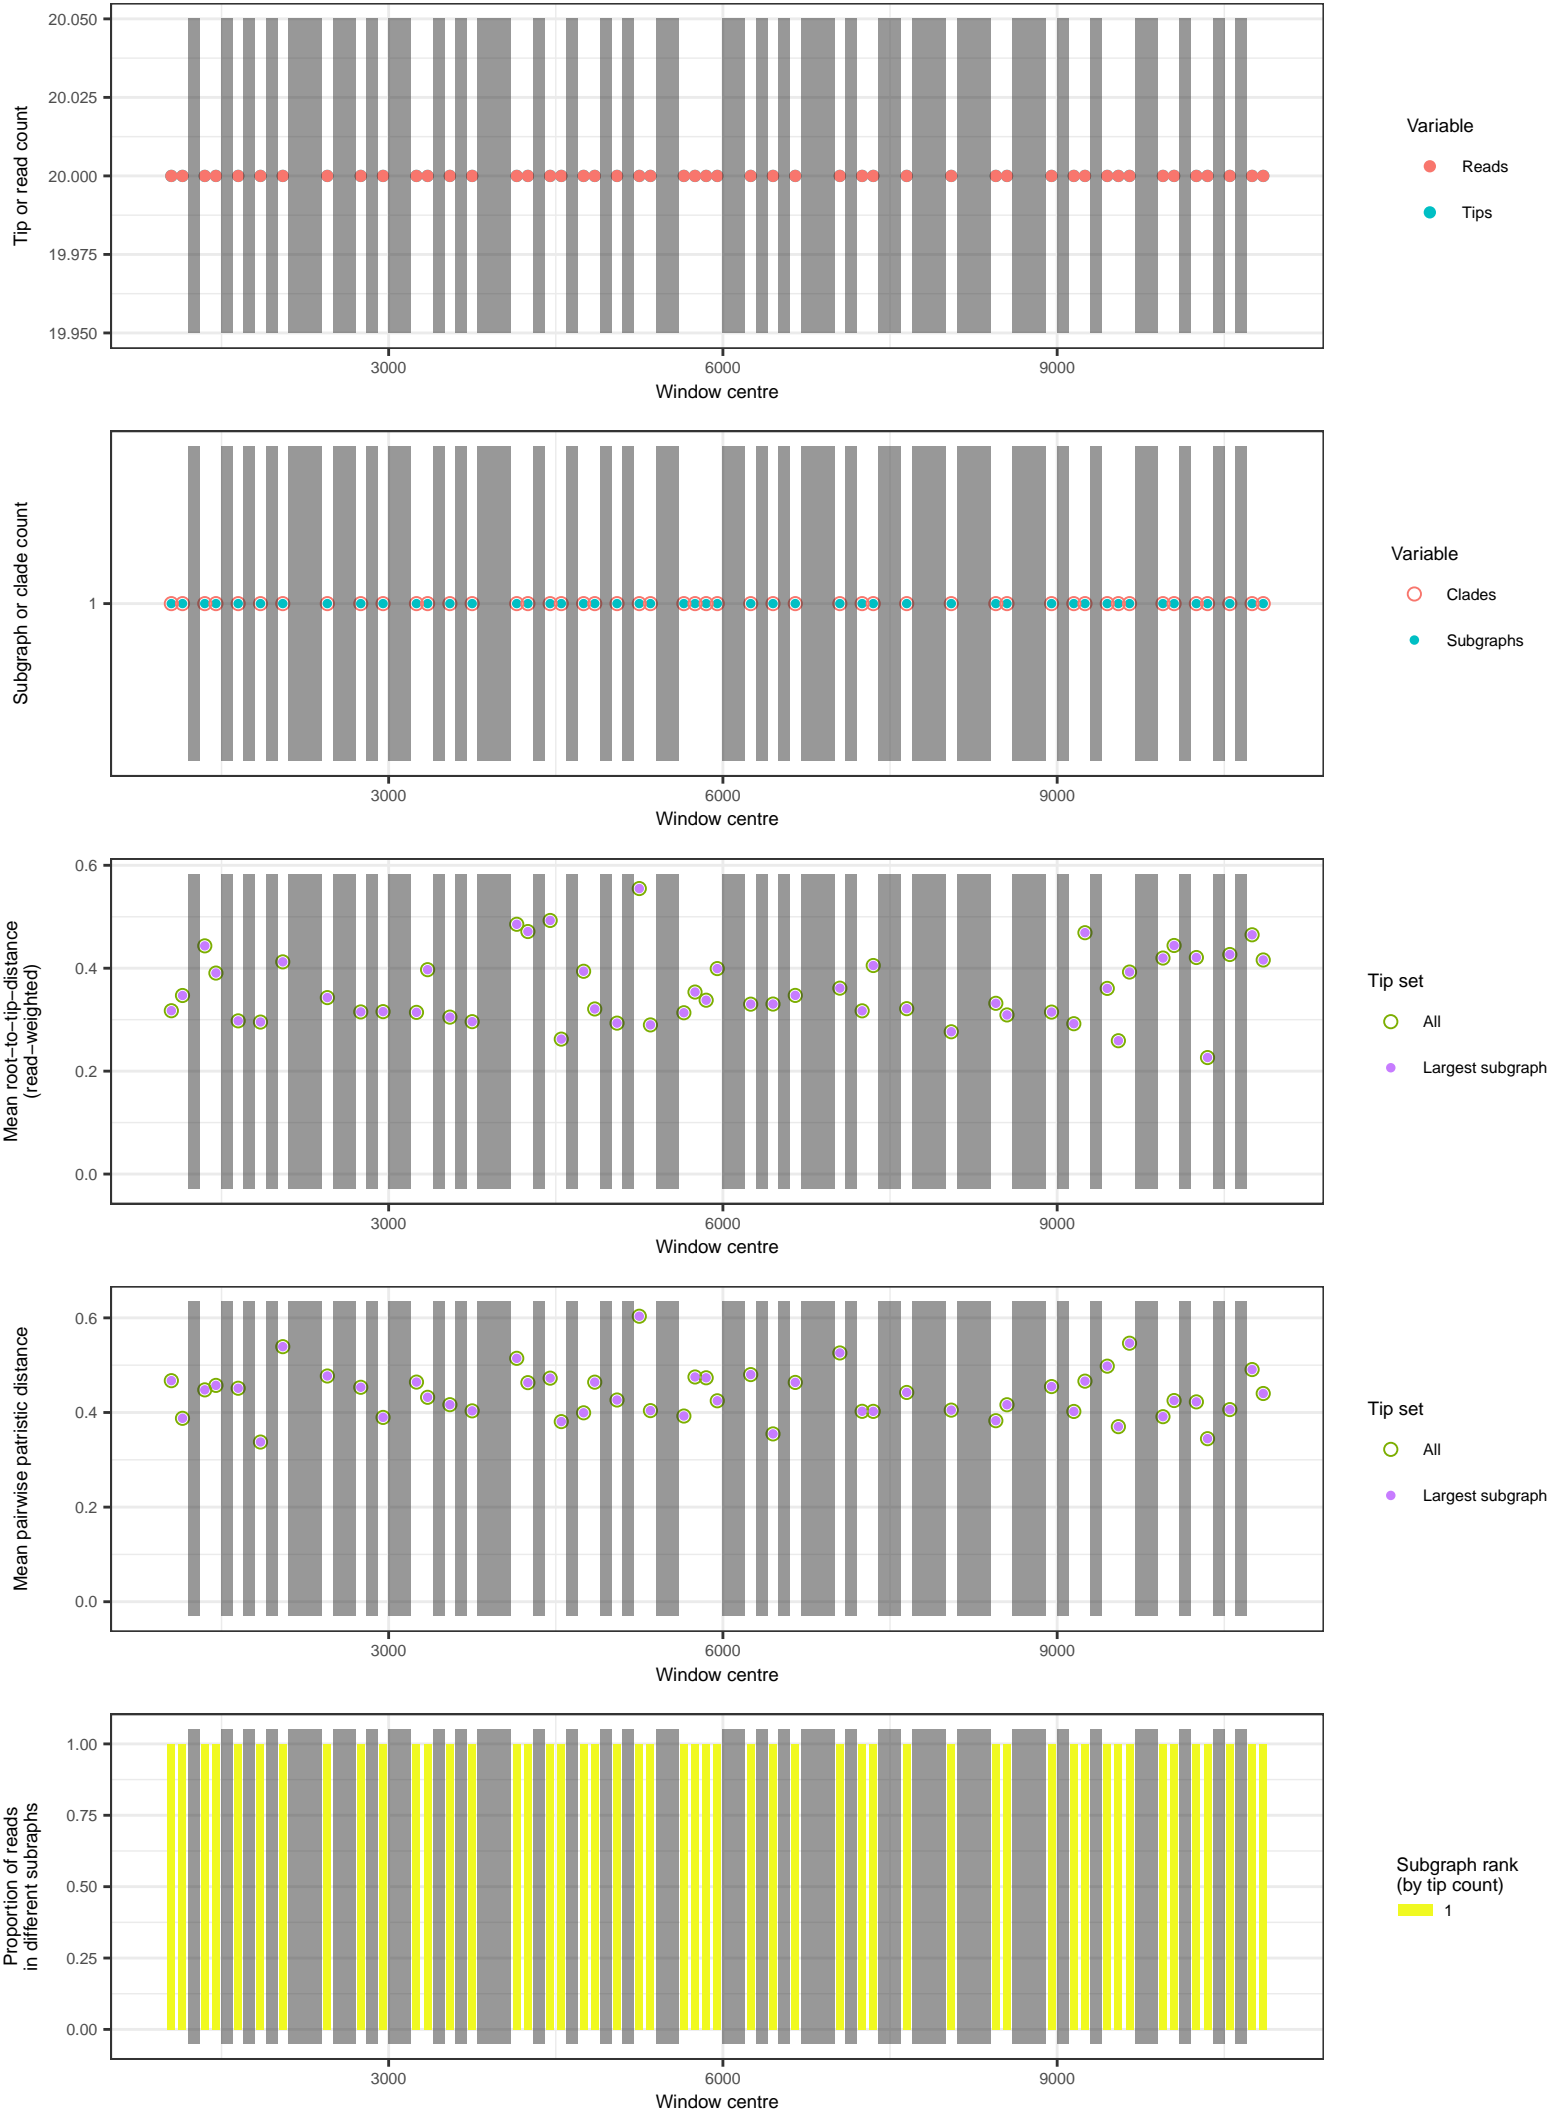 20.050
20.025
20.000
19.975
19.950
Tip or read count
3000
6000
9000
Window centre
Variable
Reads
Tips
1
Subgraph or clade count
3000
6000
9000
Window centre
Variable
Clades
Subgraphs
0.6
0.4
0.2
0.0
Mean root−to−tip−distance
(read−weighted)
3000
6000
9000
Window centre
Tip set
All
Largest subgraph
0.6
0.4
0.2
0.0
Mean pairwise patristic distance
3000
6000
9000
Window centre
Tip set
All
Largest subgraph
1.00
0.75
0.50
0.25
0.00
Proportion of reads
in different subraphs
3000
6000
9000
Window centre
Subgraph rank
(by tip count)
1